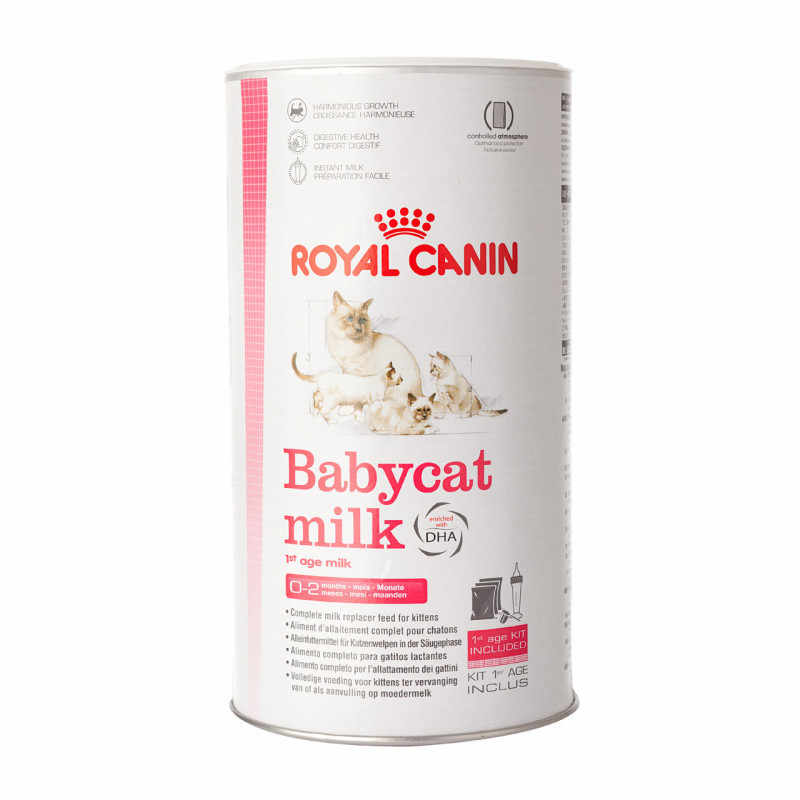 HARMONIOUS GROWTH
CROISSANCE HARMONIEUSE
DIGESTIVE HEALTH
CONFORT DIGESTIF
INSTANT MILK
PRÉPARATION FACILE
controlled atmosphere
ROYAL CANIN
Babycat
milk
enriched
with
DHA
1st age milk
0-2 months - mois - Monate
meses - mesi - maanden
• Complete milk replacer feed for kittens
• Aliment d'allaitement complet pour chatons
• Alleinfuttermittel für Katzenwelpen in der Säugephase
• Alimento completo para gatitos lactantes
• Alimento completo per l'allattamento dei gattini
• Volledige voeding voor kittens ter vervanging
van of als aanvulling op moedermelk
1st age KIT
INCLUDED
KIT 1er AGE
INCLUS